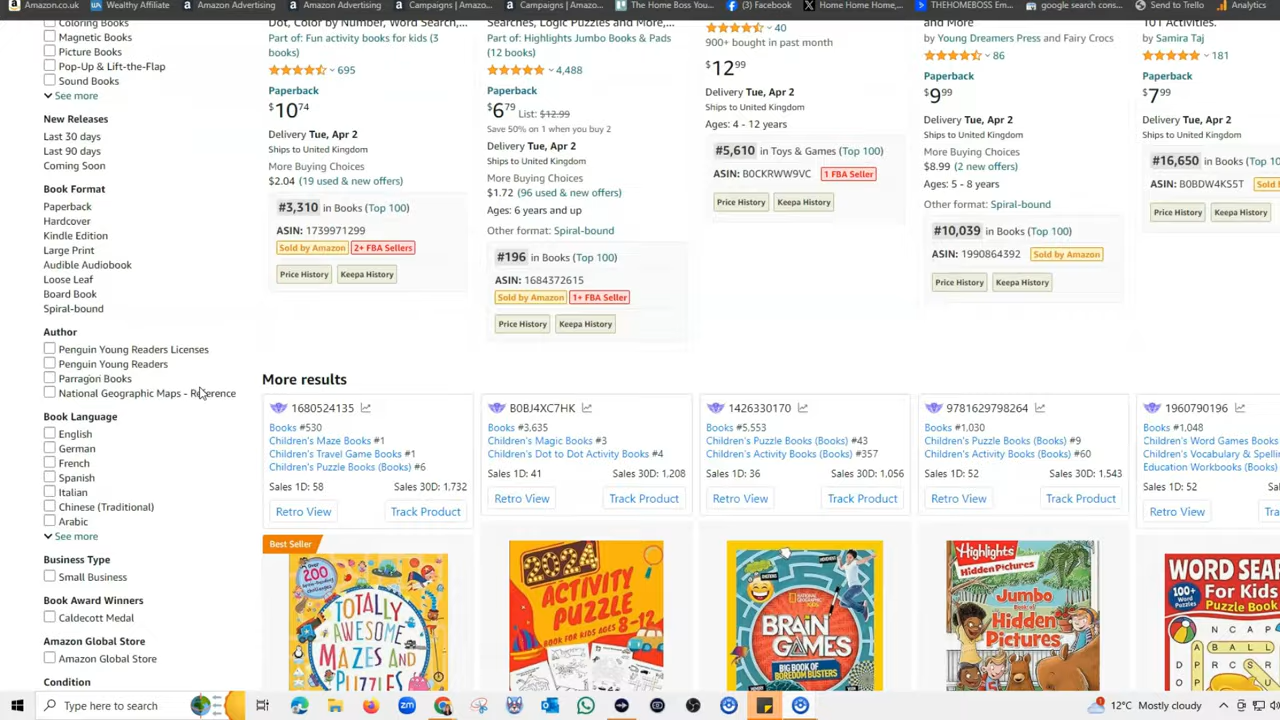 Amazon.co.uk
Wealthy Affiliate
Amazon Advertising
Amazon Advertising
Campaigns | Amazo...
Campaigns | Amazo...
The Home Boss You...
(3) Facebook
Home Home Home,...
THEHOMEBOSS Em...
google search cons...
Send to Trello
Analytics
Coloring Books
Magnetic Books
Picture Books
Pop-Up & Lift-the-Flap
Sound Books
See more
New Releases
Last 30 days
Last 90 days
Coming Soon
Book Format
Paperback
Hardcover
Kindle Edition
Large Print
Audible Audiobook
Loose Leaf
Board Book
Spiral-bound
Author
Penguin Young Readers Licenses
Penguin Young Readers
Parragon Books
National Geographic Maps - Reference
Book Language
English
German
French
Spanish
Italian
Chinese (Traditional)
Arabic
See more
Business Type
Small Business
Book Award Winners
Caldecott Medal
Amazon Global Store
Amazon Global Store
Condition
Dot, Color by Number, Word Search,...
Part of: Fun activity books for kids (3
books)
695
Paperback
$10 74
Delivery Tue, Apr 2
Ships to United Kingdom
More Buying Choices
$2.04 (19 used & new offers)
#3,310 in Books (Top 100)
ASIN: 1739971299
Sold by Amazon 2+ FBA Sellers
Price History Keepa History
Searches, Logic Puzzles and More,...
Part of: Highlights Jumbo Books & Pads
(12 books)
4,488
Paperback
$6 79 List: $12.99
Save 50% on 1 when you buy 2
Delivery Tue, Apr 2
Ships to United Kingdom
More Buying Choices
$1.72 (96 used & new offers)
Ages: 6 years and up
Other format: Spiral-bound
#196 in Books (Top 100)
ASIN: 1684372615
Sold by Amazon 1+ FBA Seller
Price History Keepa History
40
900+ bought in past month
$12 99
Delivery Tue, Apr 2
Ships to United Kingdom
Ages: 4 - 12 years
#5,610 in Toys & Games (Top 100)
ASIN: B0CKRWW9VC 1 FBA Seller
Price History Keepa History
and More
by Young Dreamers Press and Fairy Crocs
86
Paperback
$9 99
Delivery Tue, Apr 2
Ships to United Kingdom
More Buying Choices
$8.99 (2 new offers)
Ages: 5 - 8 years
Other format: Spiral-bound
#10,039 in Books (Top 100)
ASIN: 1990864392 Sold by Amazon
Price History Keepa History
101 Activities.
by Samira Taj
181
Paperback
$7 99
Delivery Tue, Apr 2
Ships to United Kingdom
#16,650 in Books (Top 10
ASIN: B0BDW4KS5T Sold
Price History Keepa History
More results
1680524135
Books #530
Children's Maze Books #1
Children's Travel Game Books #1
Children's Puzzle Books (Books) #6
Sales 1D: 58 Sales 30D: 1.732
Retro View Track Product
B0BJ4XC7HK
Books #3.635
Children's Magic Books #3
Children's Dot to Dot Activity Books #4
Sales 1D: 41 Sales 30D: 1.208
Retro View Track Product
1426330170
Books #5.553
Children's Puzzle Books (Books) #43
Children's Activity Books (Books) #357
Sales 1D: 36 Sales 30D: 1,056
Retro View Track Product
9781629798264
Books #1,030
Children's Puzzle Books (Books) #9
Children's Activity Books (Books) #60
Sales 1D: 52 Sales 30D: 1.543
Retro View Track Product
1960790196
Books #1,048
Children's Word Games Books
Children's Vocabulary & Spelli
Education Workbooks (Books)
Sales 1D: 52 Sales
Retro View Tra
Best Seller
200
TOTALLY
AWESOME
MAZES AND
PUZZLES
2024
ACTIVITY
PUZZLE
BOOK FOR KIDS AGES 8-12
NATIONAL
GEOGRAPHIC
KIDS
BRAIN
GAMES
BIG BOOK OF
BOREDOM BUSTERS
Highlights
Hidden Pictures
Jumbo
Book of
Hidden
Pictures
WORD SEAR
For Kids
100+
Word
Puzzles
Puzzle Book
Type here to search
12°C Mostly cloudy